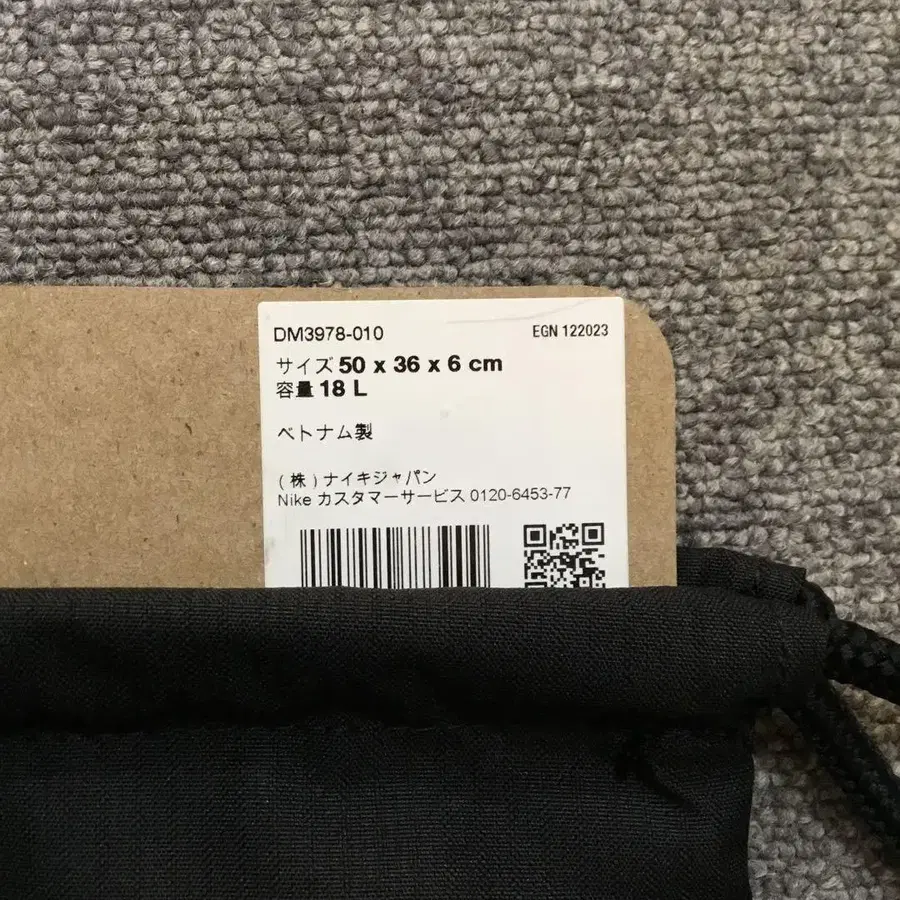 DM3978-010 EGN 122023
サイズ 50 x 36 x 6 cm
容量 18 L
ベトナム製
(株)ナイキジャパン
Nike カスタマーサービス 0120-6453-77